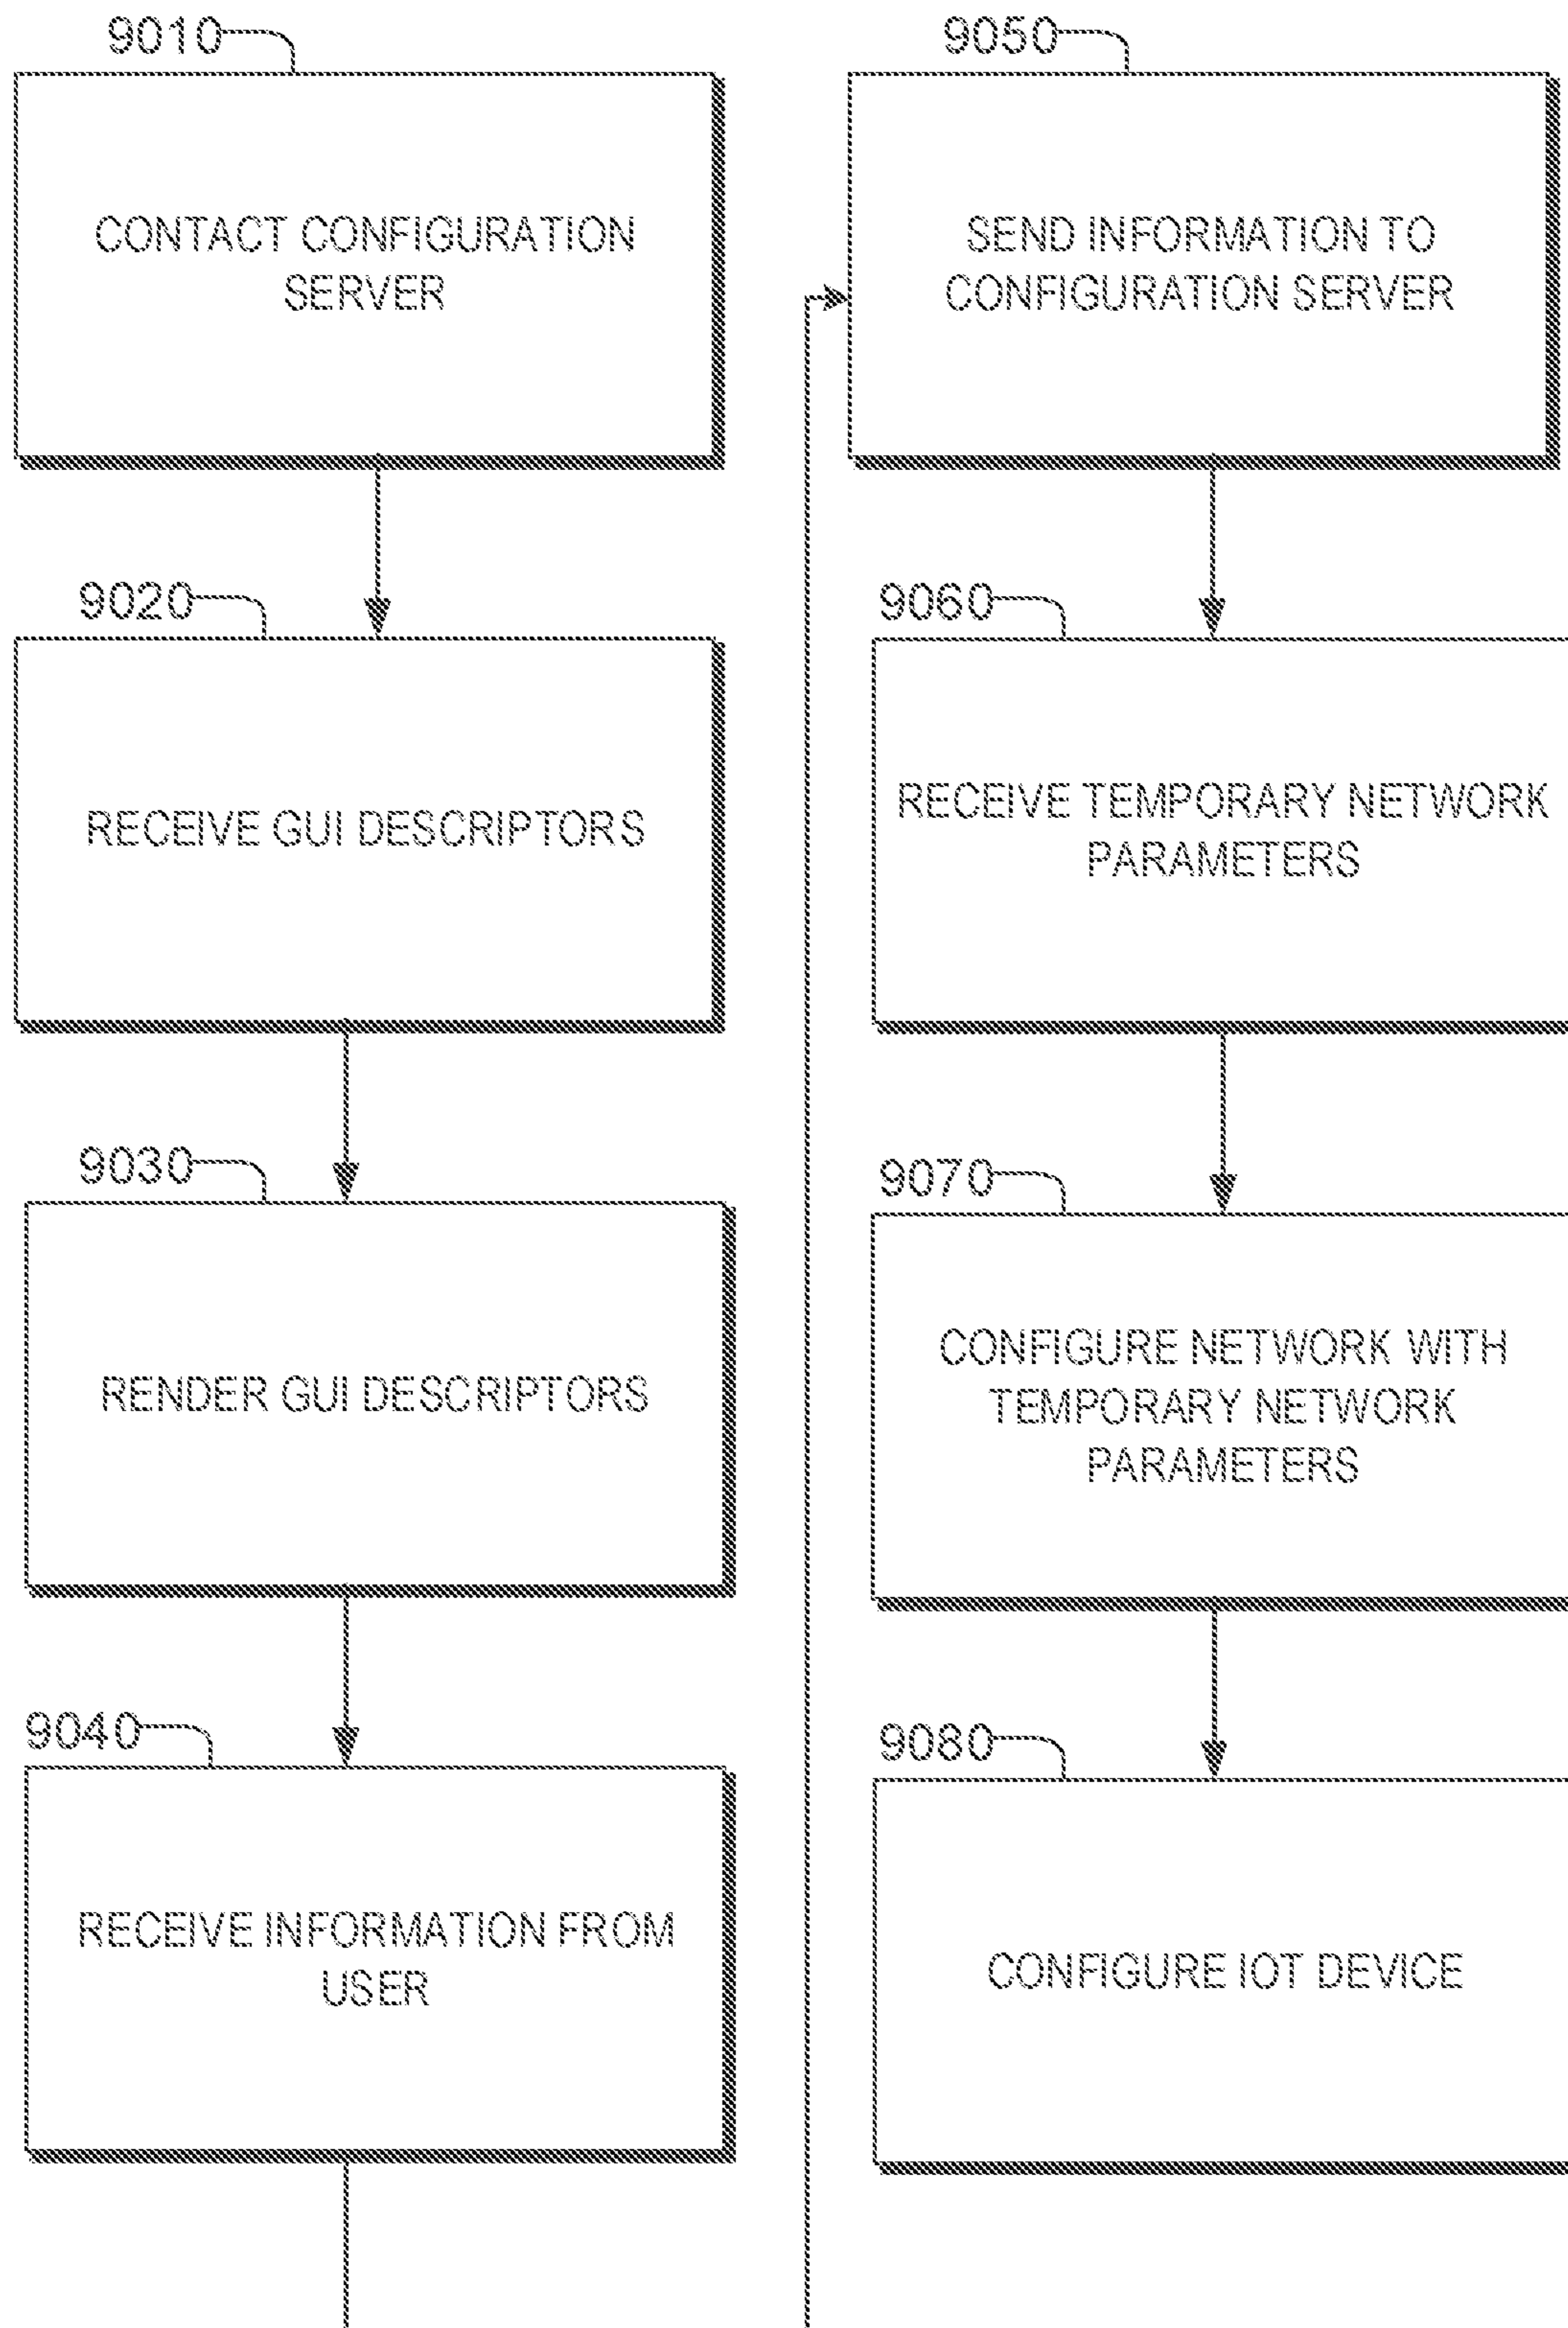 9010
CONTACT CONFIGURATION
SERVER
9020
RECEIVE GUI DESCRIPTORS
9030
RENDER GUI DESCRIPTORS
9040
RECEIVE INFORMATION FROM
USER
9050
SEND INFORMATION TO
CONFIGURATION SERVER
9060
RECEIVE TEMPORARY NETWORK
PARAMETERS
9070
CONFIGURE NETWORK WITH
TEMPORARY NETWORK
PARAMETERS
9080
CONFIGURE IOT DEVICE